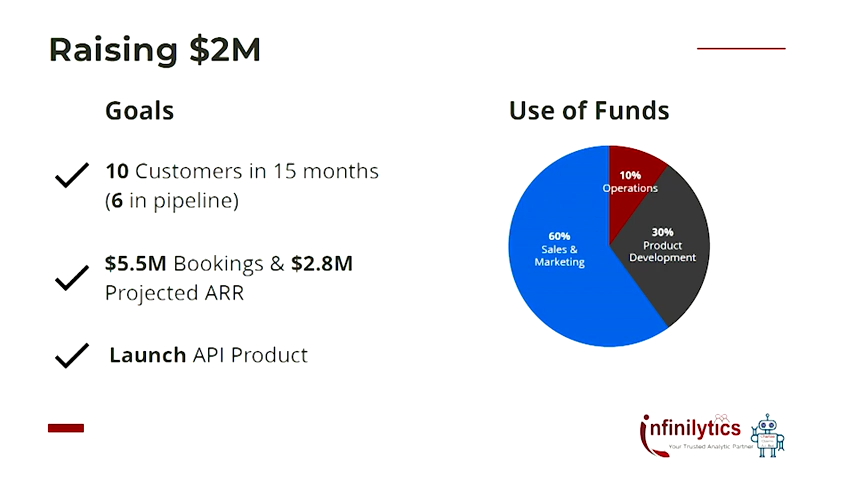 Raising $2M
Goals
10 Customers in 15 months
(6 in pipeline)
$5.5M Bookings & $2.8M
Projected ARR
Launch API Product
Use of Funds
10%
Operations
30%
Product
Development
60%
Sales &
Marketing
infinilytics
Your Trusted Analytic Partner